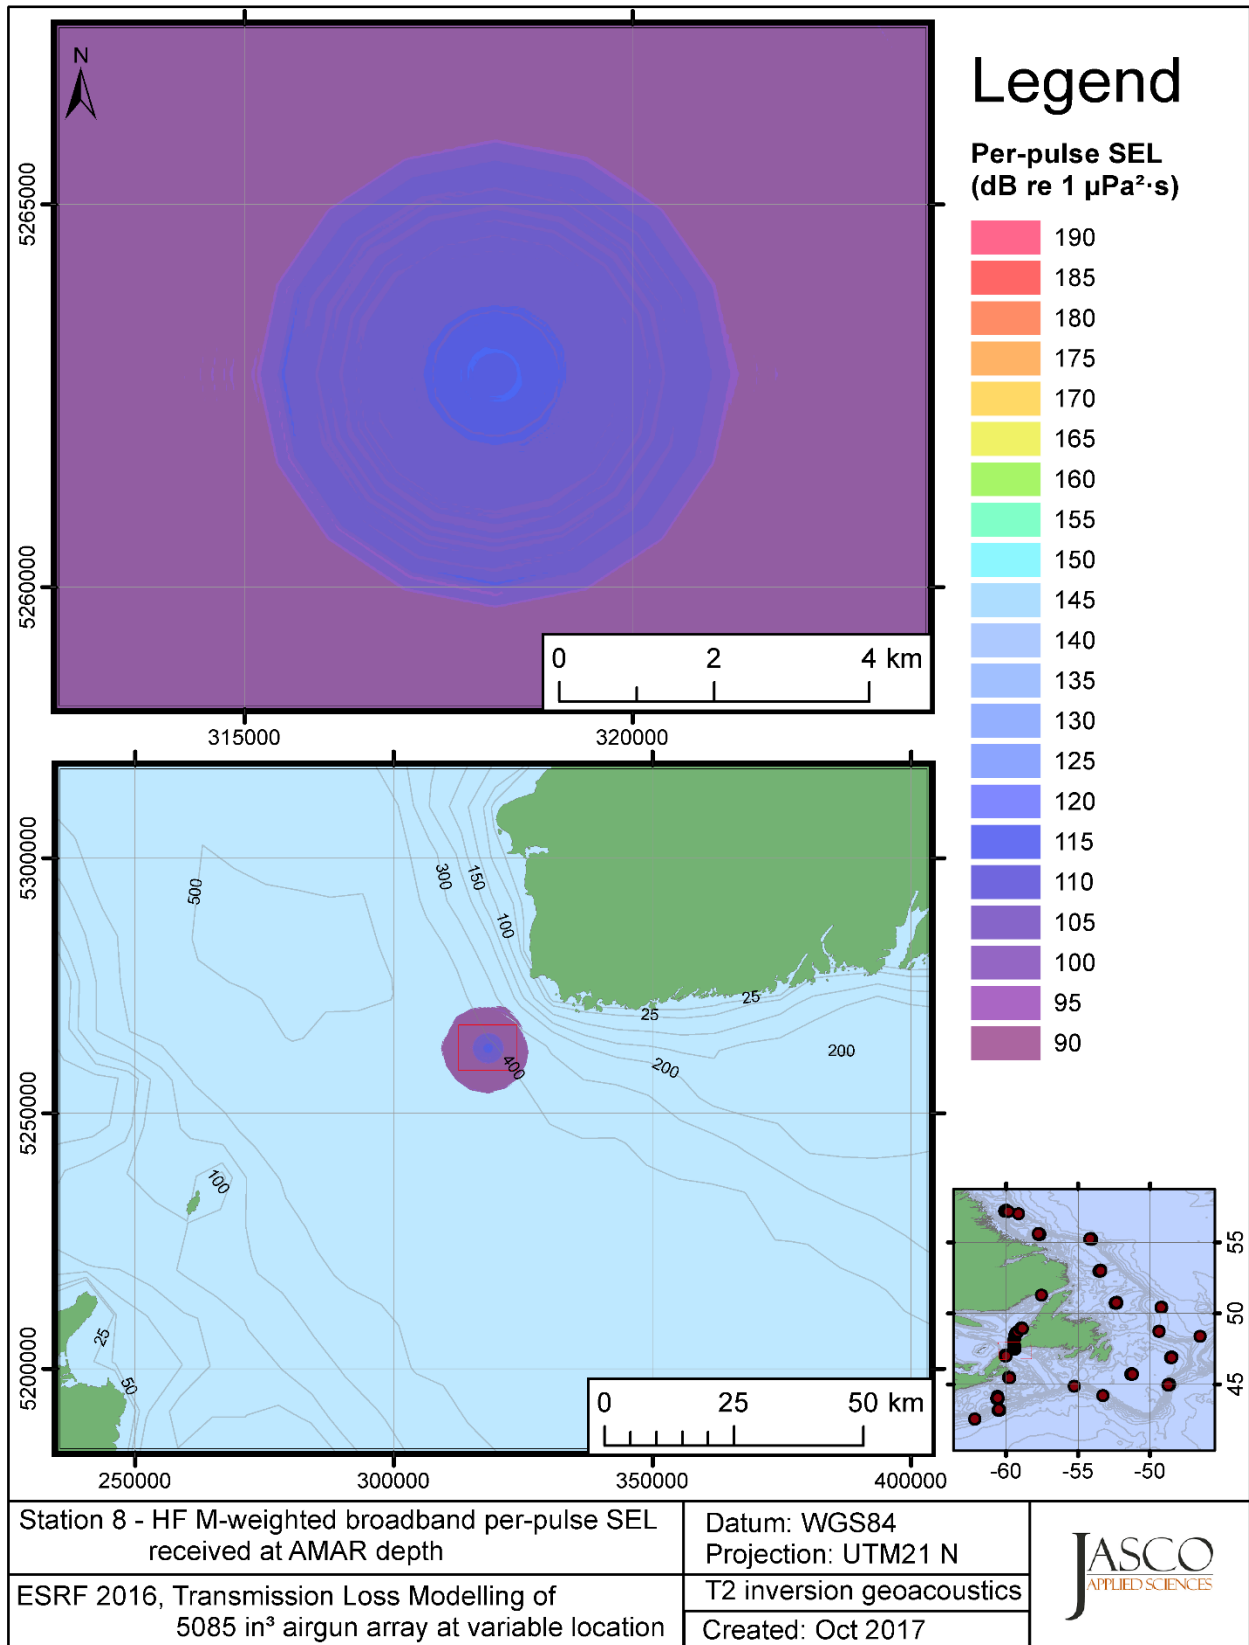 N
5265000
5260000
0 2 4 km
315000 320000
Legend
Per-pulse SEL
(dB re 1 µPa²·s)
190
185
180
175
170
165
160
155
150
145
140
135
130
125
120
115
110
105
100
95
90
5300000
5250000
5200000
500
300
150
100
25
25
200
200
400
100
25
50
0 25 50 km
250000 300000 350000 400000
55
50
45
-60 -55 -50
Station 8 - HF M-weighted broadband per-pulse SEL
received at AMAR depth
ESRF 2016, Transmission Loss Modelling of
5085 in³ airgun array at variable location
Datum: WGS84
Projection: UTM21 N
T2 inversion geoacoustics
Created: Oct 2017
JASCO
APPLIED SCIENCES